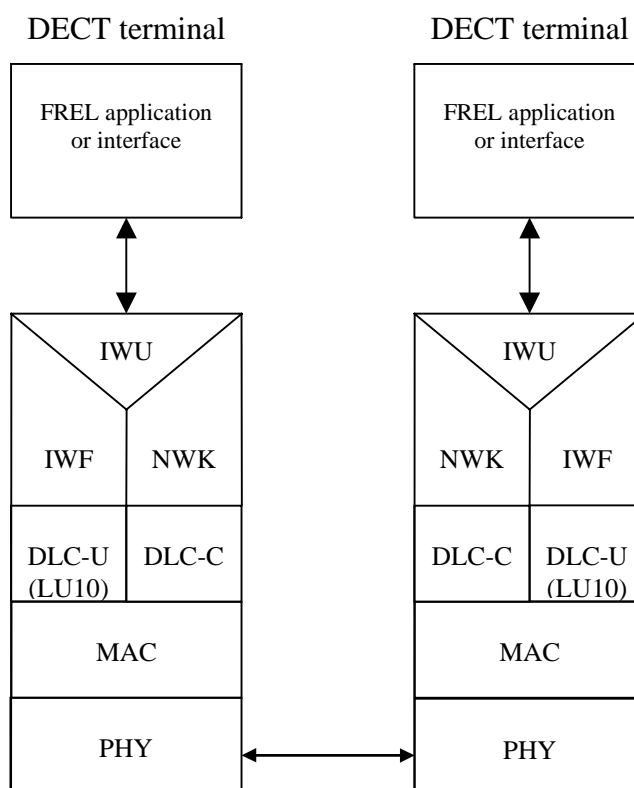 DECT terminal
DECT terminal
FREL application
or interface
FREL application
or interface
IWU
IWU
IWF
NWK
NWK
IWF
DLC-U
(LU10)
DLC-C
DLC-C
DLC-U
(LU10)
MAC
MAC
PHY
PHY